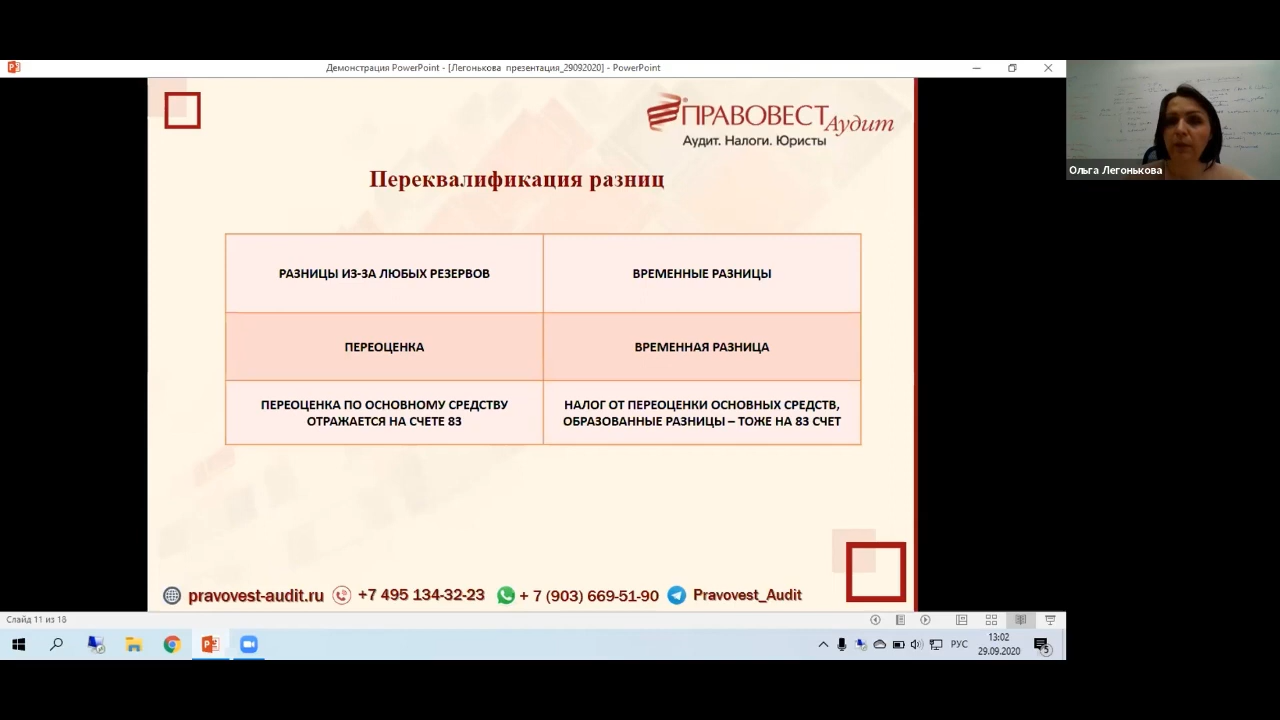 Демонстрация PowerPoint - [Легонькова презентация_29092020] - PowerPoint
ПРАВОВЕСТ Аудит
Аудит. Налоги. Юристы
Ольга Легонькова
Переквалификация разниц
РАЗНИЦЫ ИЗ-ЗА ЛЮБЫХ РЕЗЕРВОВ
ВРЕМЕННЫЕ РАЗНИЦЫ
ПЕРЕОЦЕНКА
ВРЕМЕННАЯ РАЗНИЦА
ПЕРЕОЦЕНКА ПО ОСНОВНОМУ СРЕДСТВУ
ОТРАЖАЕТСЯ НА СЧЕТЕ 83
НАЛОГ ОТ ПЕРЕОЦЕНКИ ОСНОВНЫХ СРЕДСТВ,
ОБРАЗОВАННЫЕ РАЗНИЦЫ – ТОЖЕ НА 83 СЧЕТ
pravovest-audit.ru +7 495 134-32-23 + 7 (903) 669-51-90 Pravovest_Audit
Слайд 11 из 18
РУС
13:02
29.09.2020
5